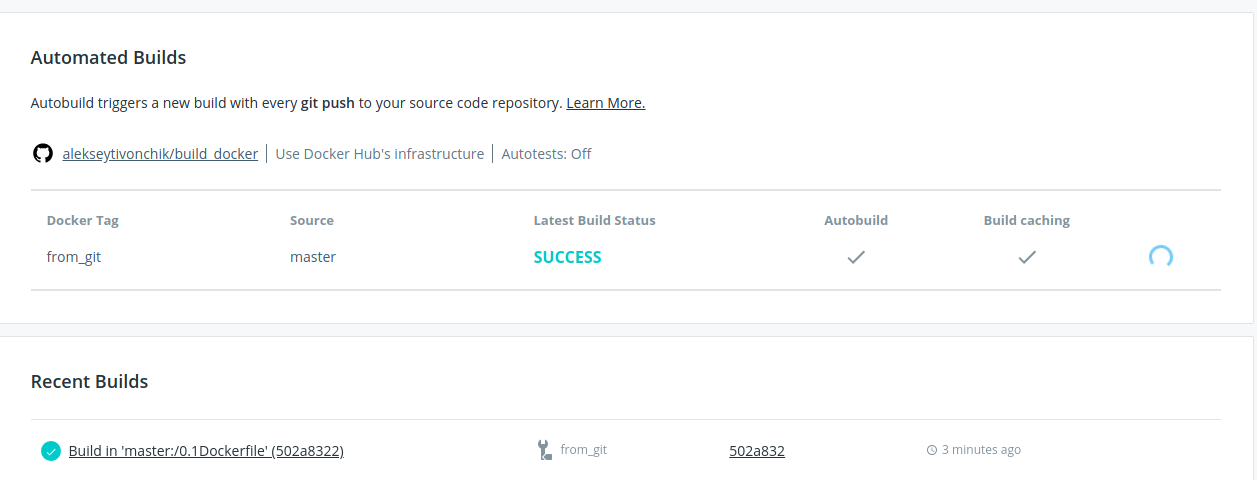 Automated Builds
Autobuild triggers a new build with every git push to your source code repository. Learn More.
alekseytivonchik/build_docker | Use Docker Hub's infrastructure | Autotests: Off
Docker Tag Source Latest Build Status Autobuild Build caching
from_git master SUCCESS
Recent Builds
Build in 'master:/0.1Dockerfile' (502a8322) from_git 502a832 3 minutes ago